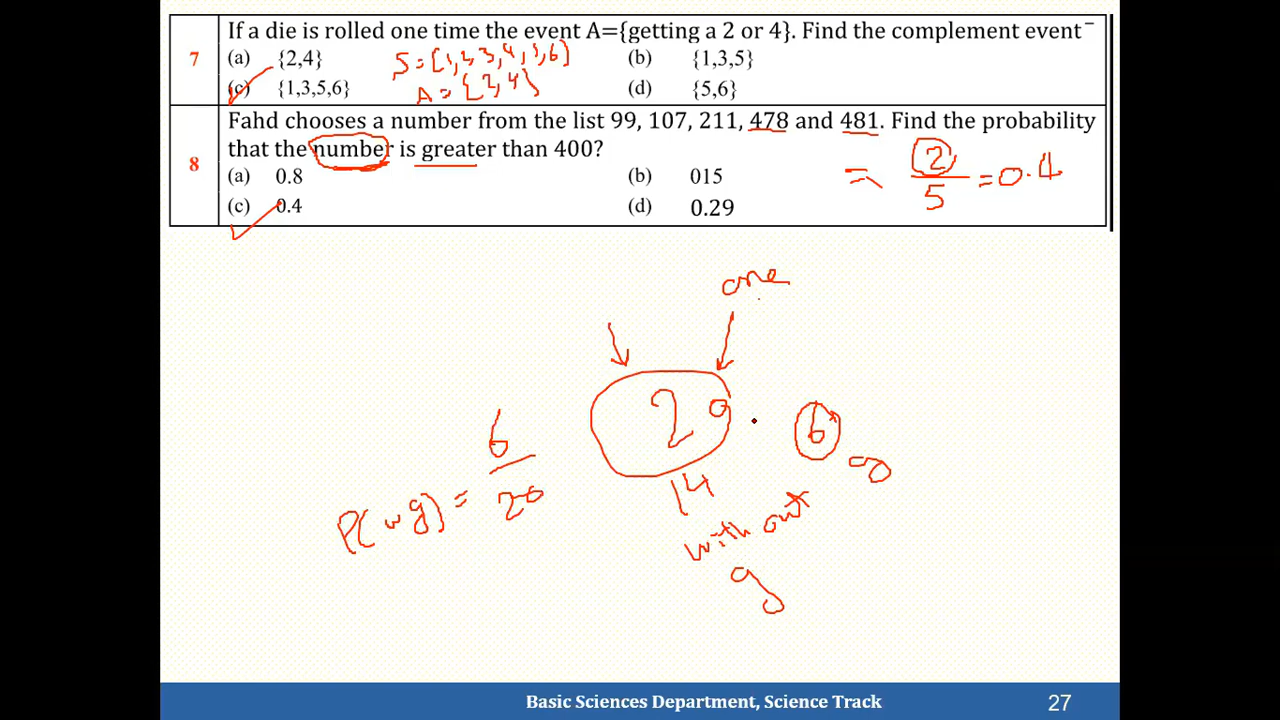 7 If a die is rolled one time the event A={getting a 2 or 4}. Find the complement event¯
(a) {2,4} S = {1, 2, 3, 4, 5, 6} (b) {1,3,5}
(c) {1,3,5,6} A = {2, 4} (d) {5,6}
8 Fahd chooses a number from the list 99, 107, 211, 478 and 481. Find the probability
that the number is greater than 400?
(a) 0.8 (b) 015
(c) 0.4 (d) 0.29
= 2/5 = 0.4
one
20 6 g
P(wg) = 6/20
14
with out
g
Basic Sciences Department, Science Track 27